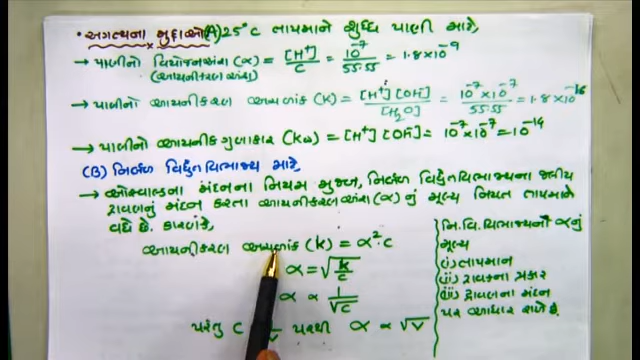 • અગત્યના મુદ્દાઓ (A) 25°C તાપમાને શુધ્ધ પાણી માટે,
→ પાણીનો વિયોજનઅંશ (α) = [H⁺]/C = 10⁻⁷/55.55 = 1.8×10⁻⁹
(આયનીકરણ અંશ)
→ પાણીનો આયનીકરણ અચળાંક (K) = [H⁺][OH⁻]/[H₂O] = 10⁻⁷×10⁻⁷/55.55 = 1.8×10⁻¹⁶
→ પાણીનો આયનીક ગુણાકાર (Kω) = [H⁺][OH⁻] = 10⁻⁷×10⁻⁷ = 10⁻¹⁴
(B) નિર્બળ વિદ્યુતવિભાજ્ય માટે,
→ ઓસ્વાલ્ડના મંદનના નિયમ મુજબ, નિર્બળ વિદ્યુતવિભાજ્યના જલીય
દ્રાવણનું મંદન કરતા આયનીકરણ અંશ (α) નું મૂલ્ય નિયત તાપમાને
વધે છે. કારણકે,
આયનીકરણ અચળાંક (k) = α²·C
α = √(k/C)
α ∝ 1/√C
પરંતુ C પરથી α ∝ √V
નિ.વિ.વિભાજ્યની α નું
મૂલ્ય
(i) તાપમાન
(ii) દ્રાવકના પ્રકાર
(iii) દ્રાવણના મંદન
પર આધાર રાખે છે.